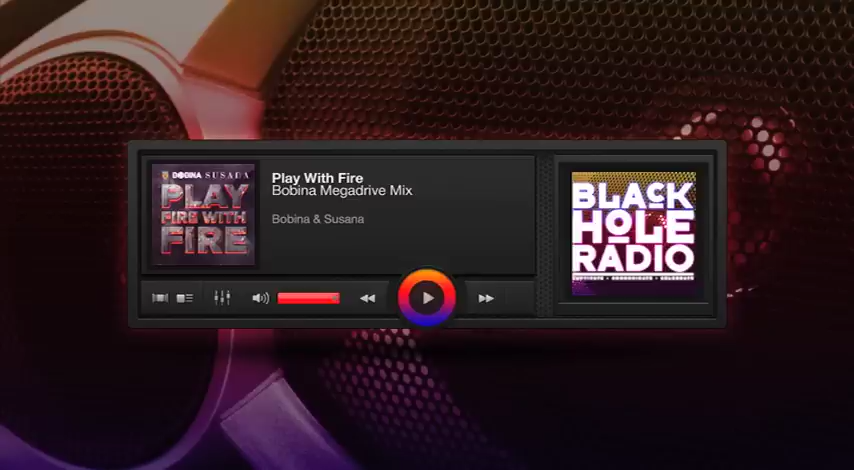 Play With Fire
Bobina Megadrive Mix
Bobina & Susana
BOBINA SUSANA
PLAY
FIRE WITH
FIRE
BLACK
HOLE
RADIO